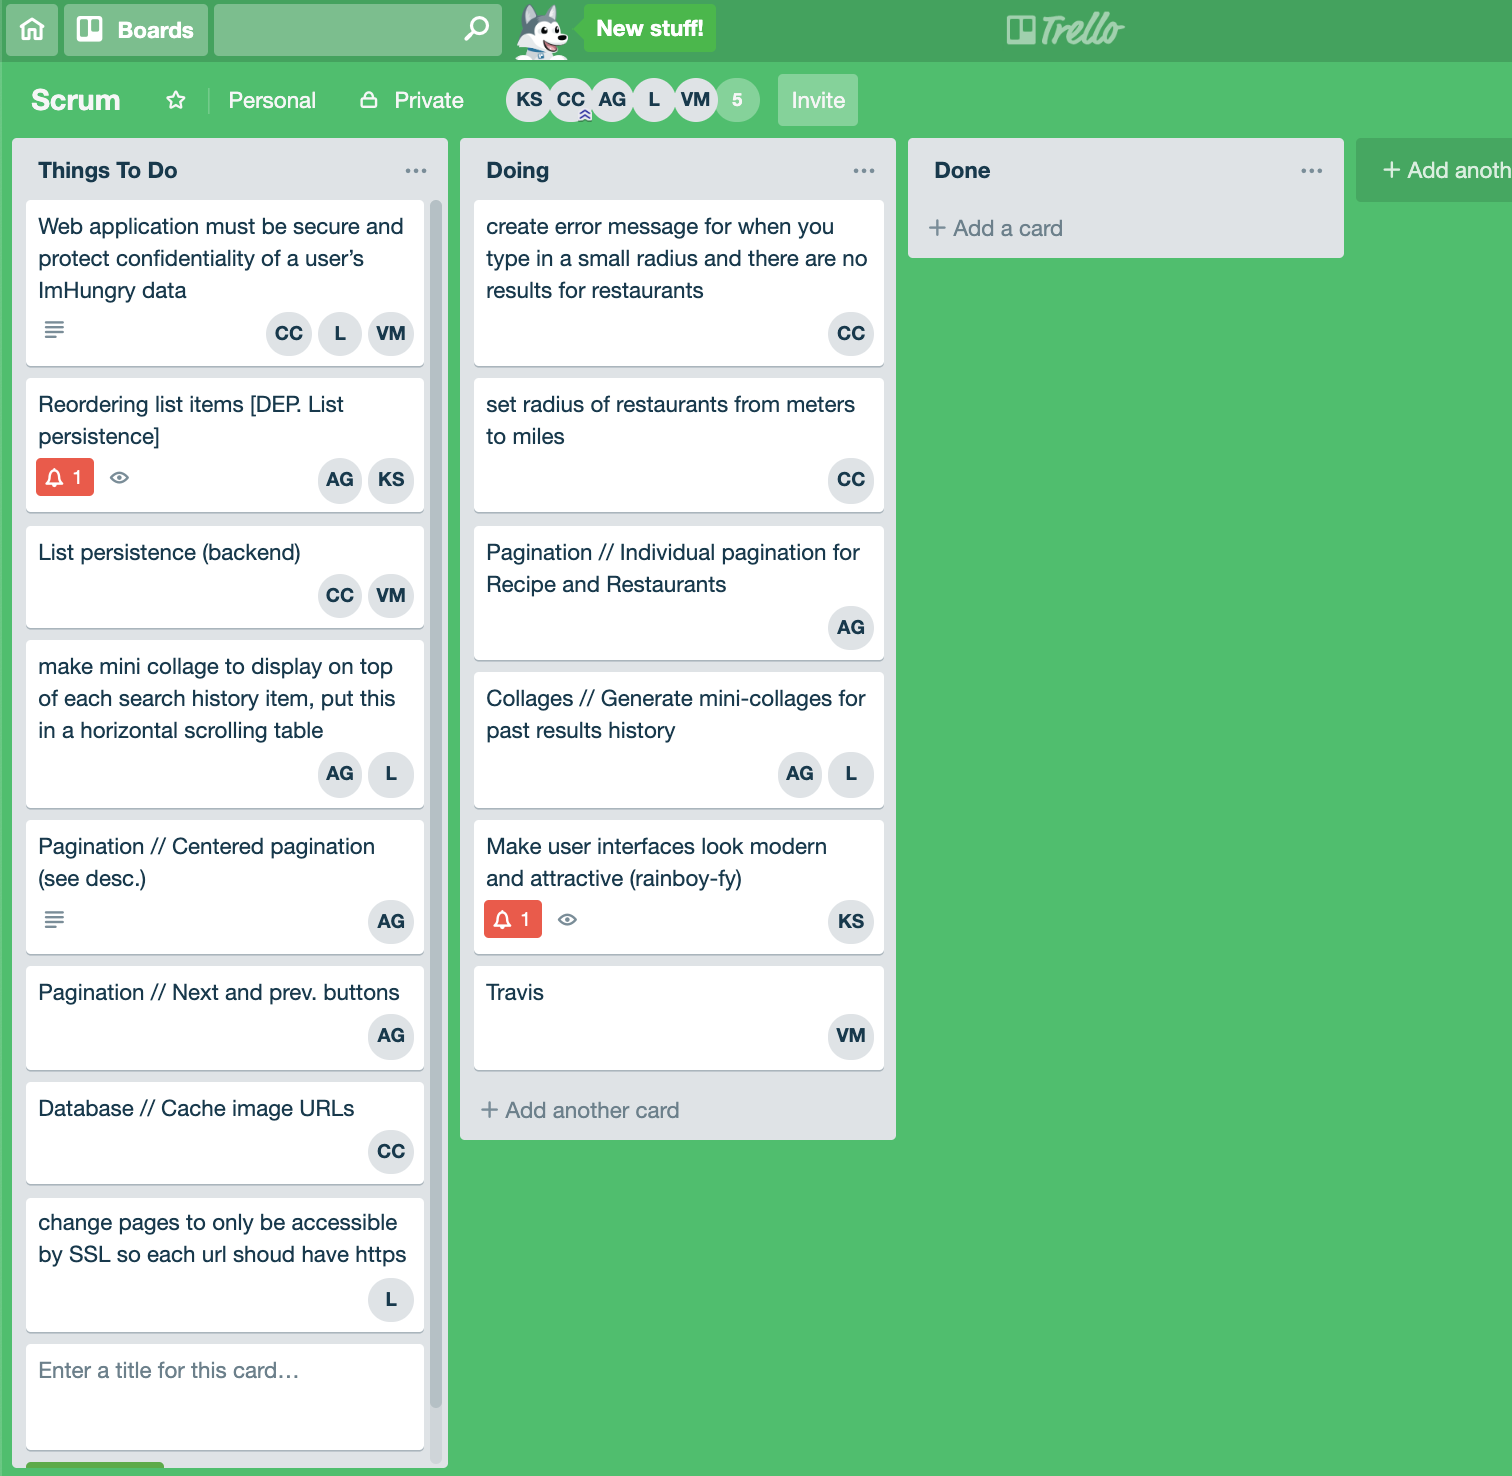 Boards
New stuff!
Trello
Scrum
Personal
Private
KS CC AG L VM 5
Invite
Things To Do
Web application must be secure and
protect confidentiality of a user’s
ImHungry data
CC L VM
Reordering list items [DEP. List
persistence]
1
AG KS
List persistence (backend)
CC VM
make mini collage to display on top
of each search history item, put this
in a horizontal scrolling table
AG L
Pagination // Centered pagination
(see desc.)
AG
Pagination // Next and prev. buttons
AG
Database // Cache image URLs
CC
change pages to only be accessible
by SSL so each url shoud have https
L
Enter a title for this card…
Doing
create error message for when you
type in a small radius and there are no
results for restaurants
CC
set radius of restaurants from meters
to miles
CC
Pagination // Individual pagination for
Recipe and Restaurants
AG
Collages // Generate mini-collages for
past results history
AG L
Make user interfaces look modern
and attractive (rainboy-fy)
1
KS
Travis
VM
+ Add another card
Done
+ Add a card
+ Add anoth